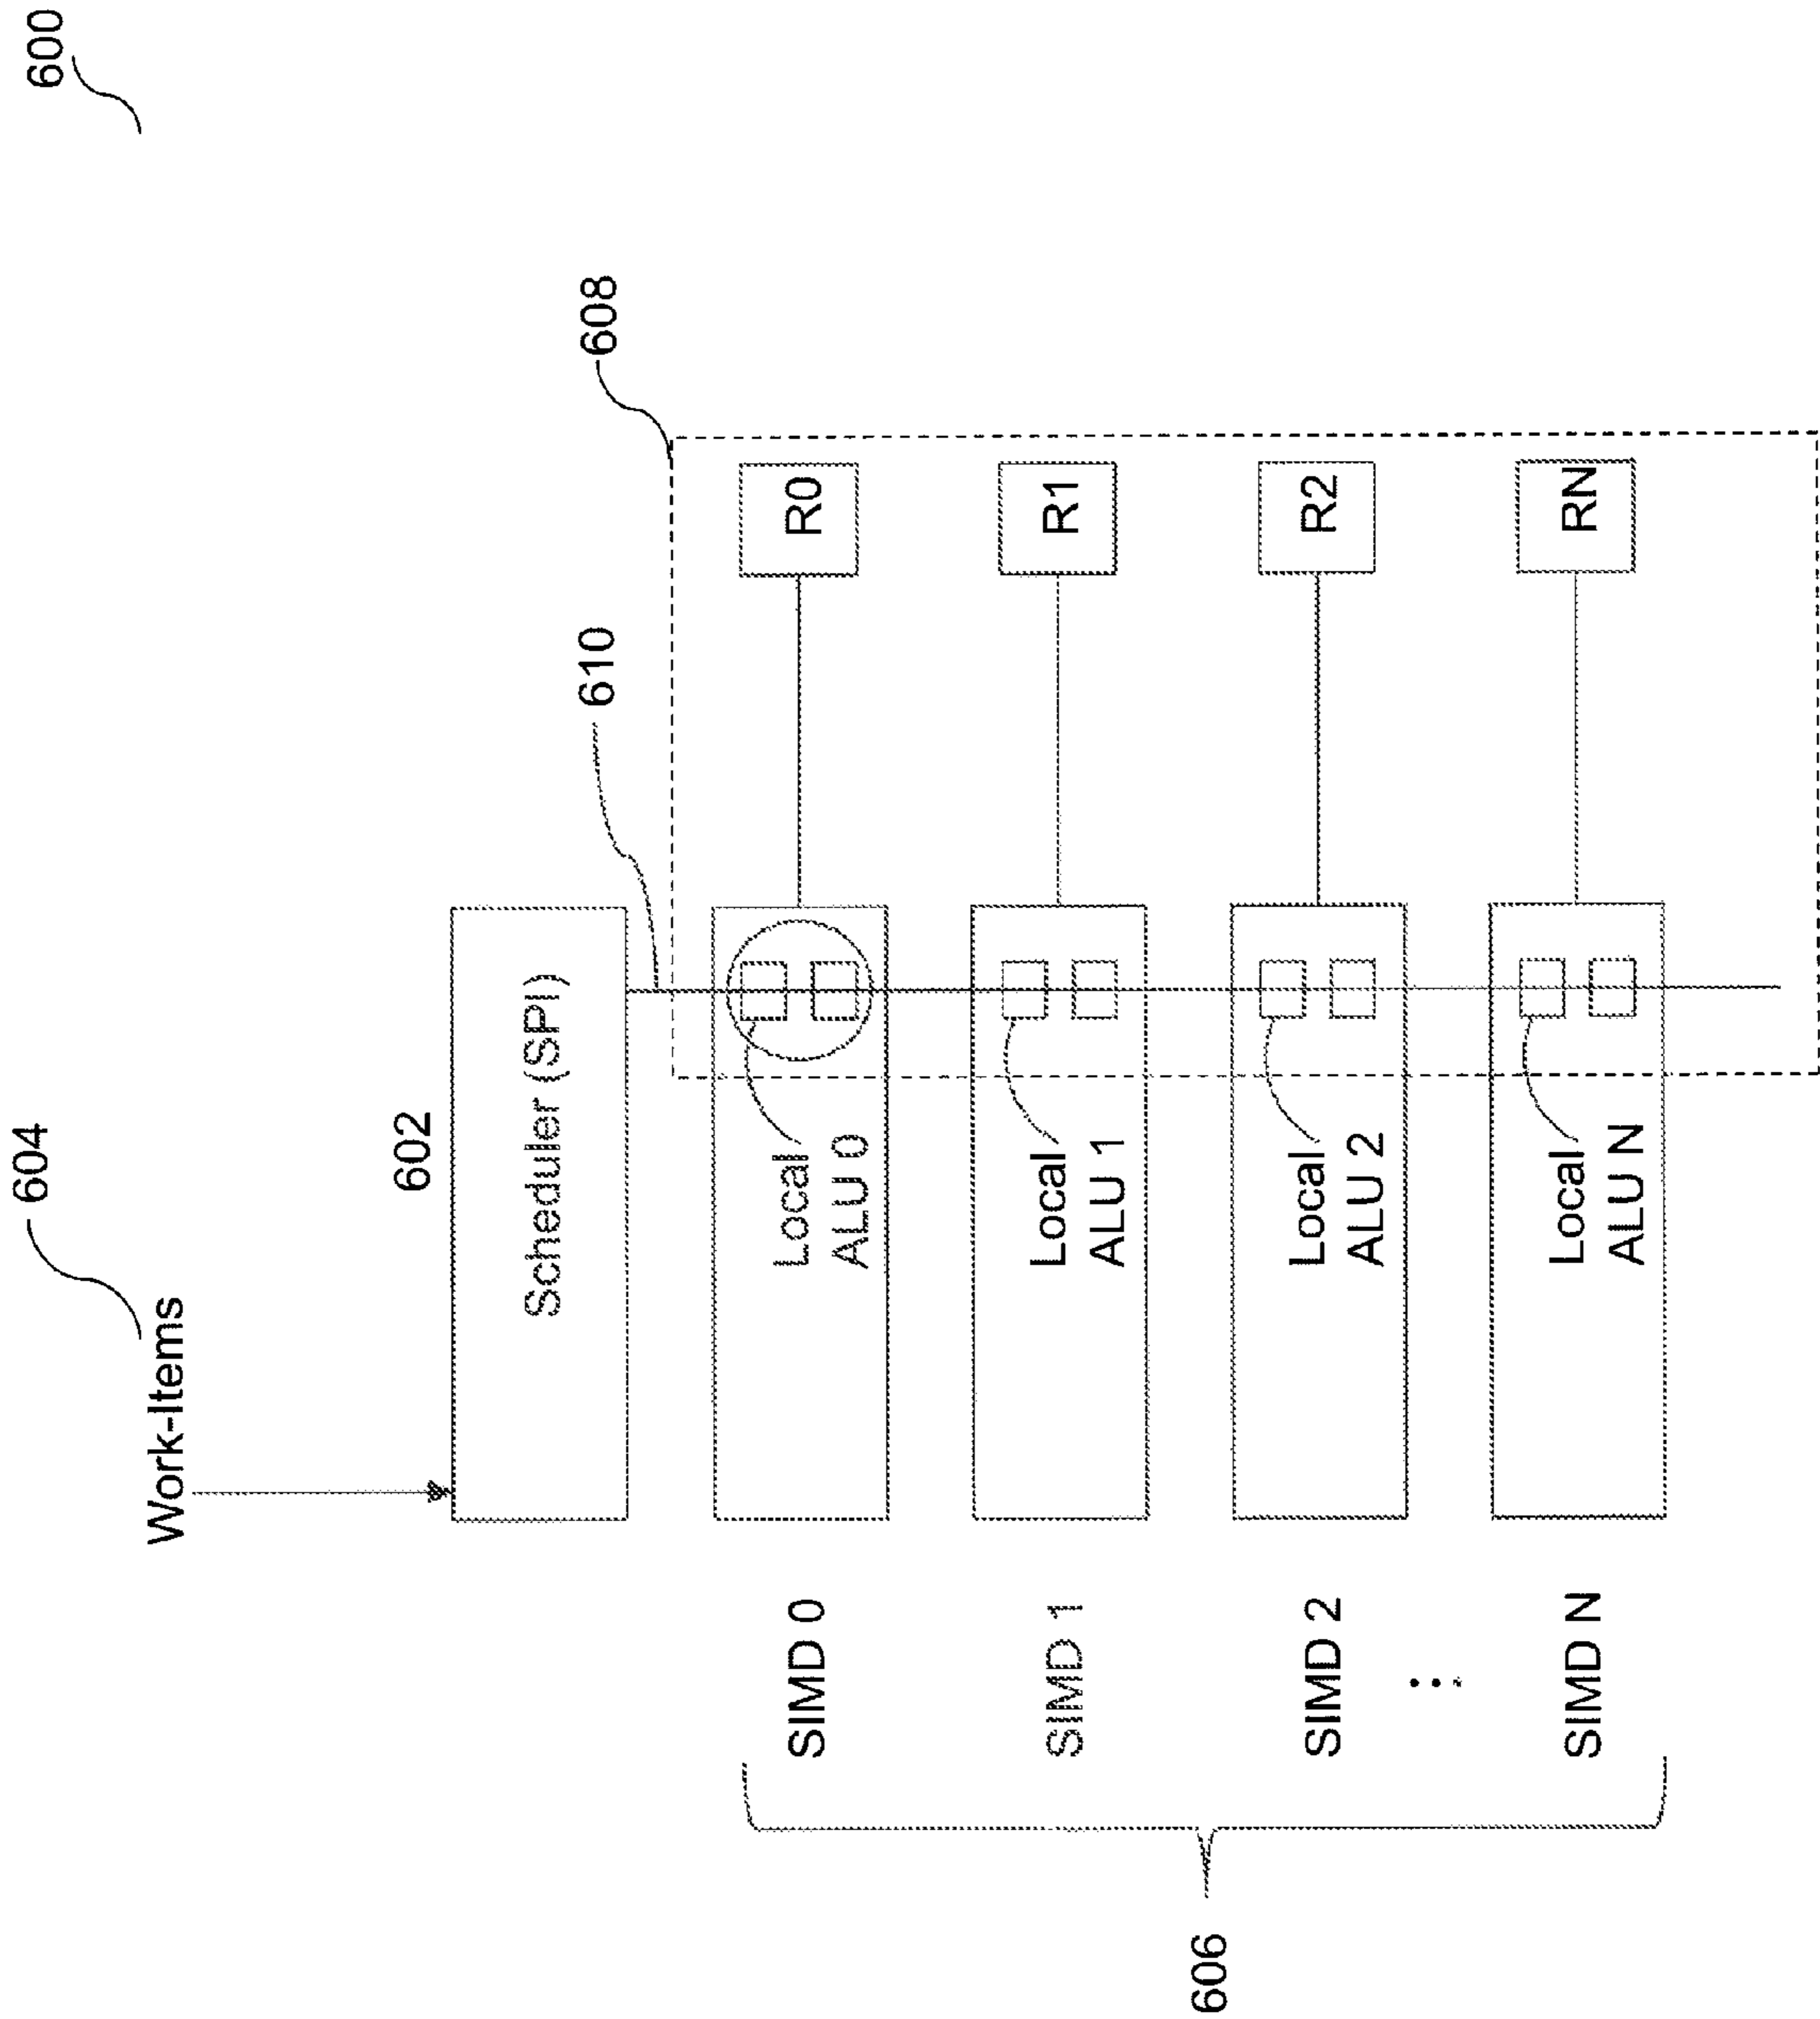 600
604
Work-Items
602
Scheduler (SPI)
610
608
SIMD 0
Local
ALU 0
R0
SIMD 1
Local
ALU 1
R1
SIMD 2
Local
ALU 2
R2
SIMD N
Local
ALU N
RN
606